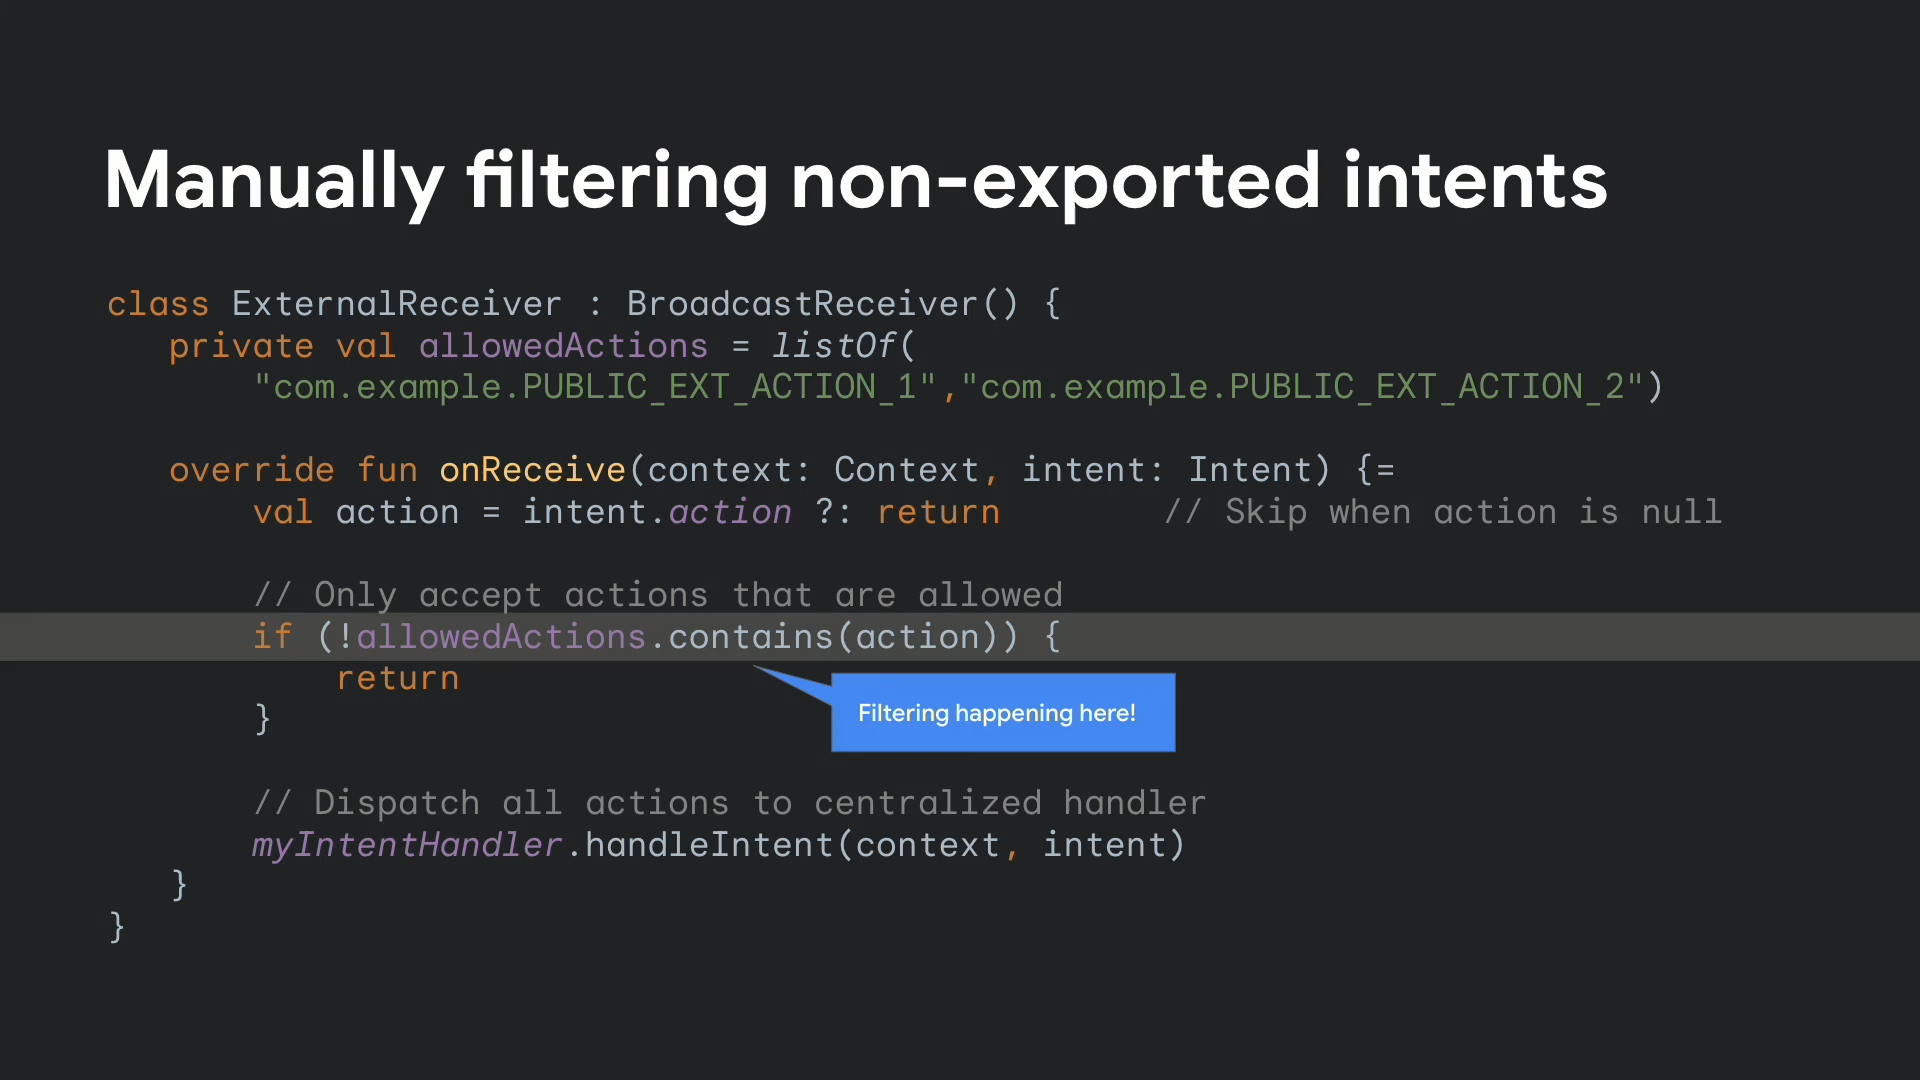 Manually filtering non-exported intents
class ExternalReceiver : BroadcastReceiver() {
private val allowedActions = listOf(
"com.example.PUBLIC_EXT_ACTION_1","com.example.PUBLIC_EXT_ACTION_2")
override fun onReceive(context: Context, intent: Intent) {=
val action = intent.action ?: return // Skip when action is null
// Only accept actions that are allowed
if (!allowedActions.contains(action)) {
return
}
Filtering happening here!
// Dispatch all actions to centralized handler
myIntentHandler.handleIntent(context, intent)
}
}